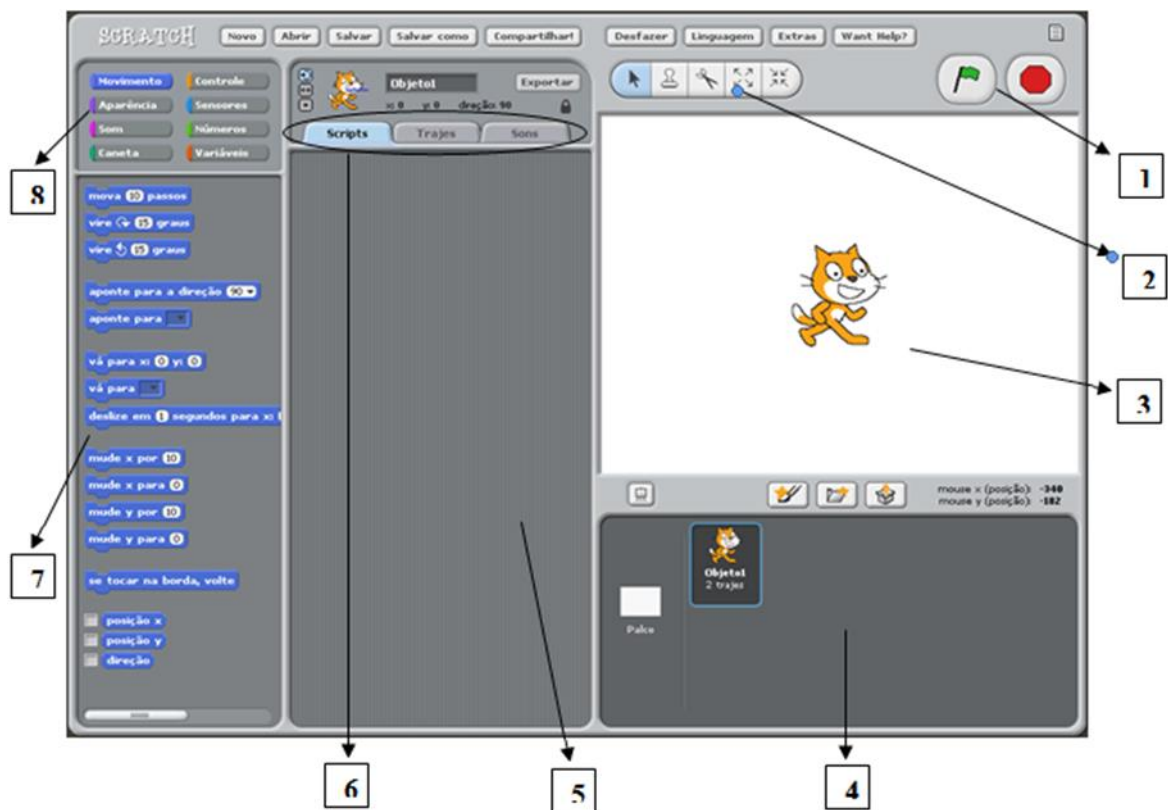 SCRATCH Novo Abrir Salvar Salvar como Compartilhar! Desfazer Linguagem Extras Want Help?
Movimento Controle
Aparência Sensores
Som Números
Caneta Variáveis
mova 10 passos
vire 15 graus
vire 15 graus
aponte para a direção 90
aponte para
vá para x: 0 y: 0
vá para
deslize em 1 segundos para x:
mude x por 10
mude x para 0
mude y por 10
mude y para 0
se tocar na borda, volte
posição x
posição y
direção
Objeto1 Exportar
x: 0 y: 0 direção: 90
Scripts Trajes Sons
mouse x (posição): -340
mouse y (posição): -182
Objeto1
2 trajes
Palco
1
2
3
4
5
6
7
8